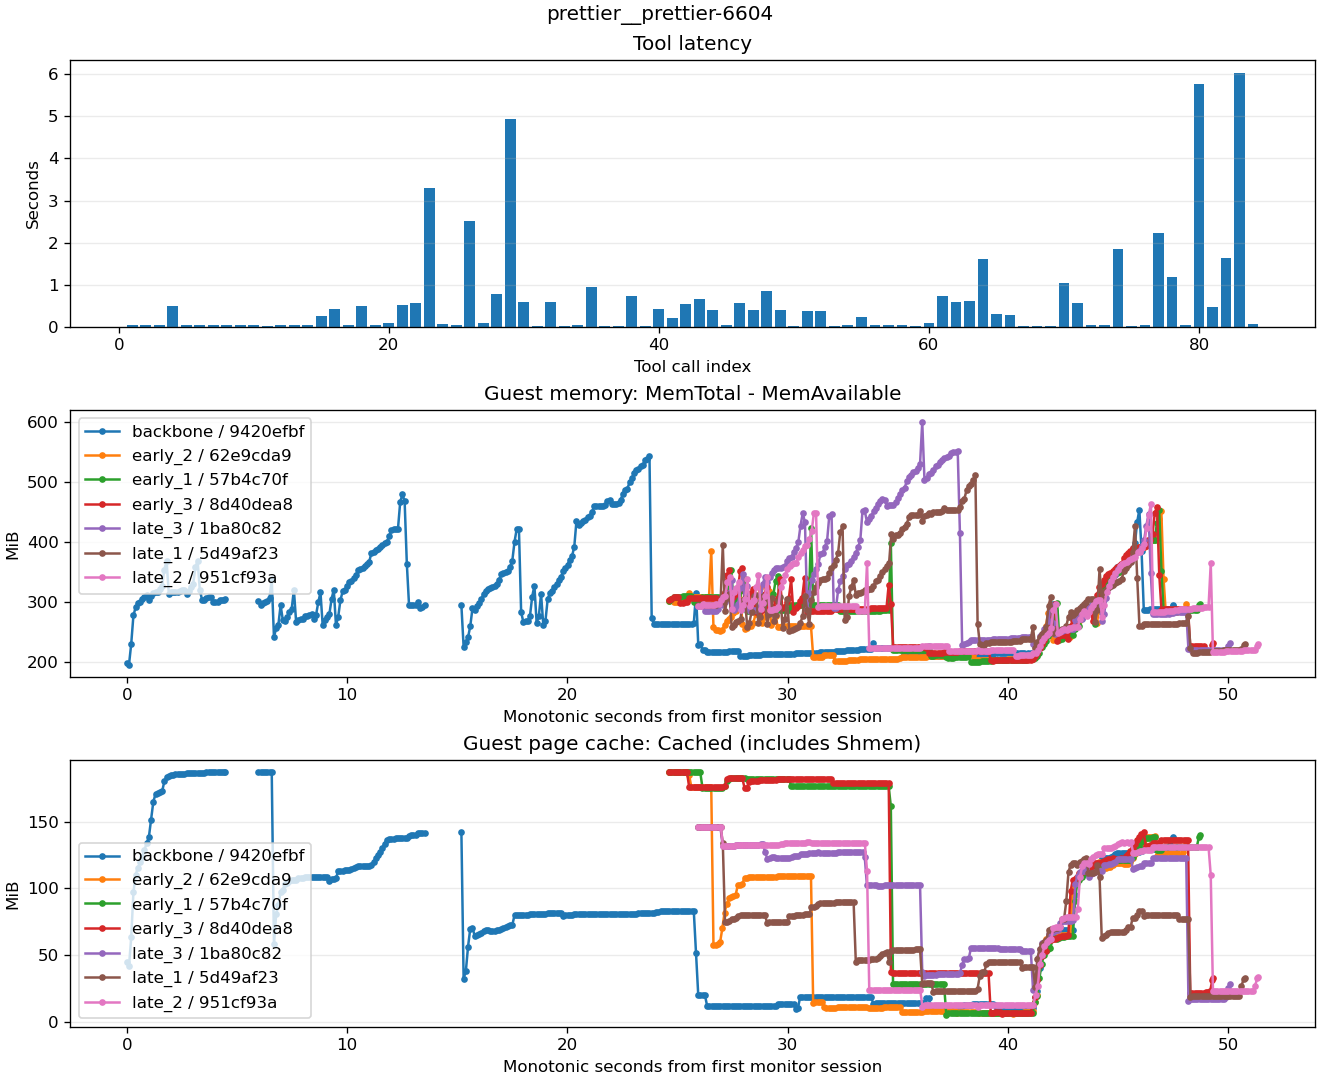 prettier__prettier-6604
Tool latency
Seconds
6
5
4
3
2
1
0
0 20 40 60 80
Tool call index
Guest memory: MemTotal - MemAvailable
MiB
600
500
400
300
200
backbone / 9420efbf
early_2 / 62e9cda9
early_1 / 57b4c70f
early_3 / 8d40dea8
late_3 / 1ba80c82
late_1 / 5d49af23
late_2 / 951cf93a
0 10 20 30 40 50
Monotonic seconds from first monitor session
Guest page cache: Cached (includes Shmem)
MiB
150
100
50
0
backbone / 9420efbf
early_2 / 62e9cda9
early_1 / 57b4c70f
early_3 / 8d40dea8
late_3 / 1ba80c82
late_1 / 5d49af23
late_2 / 951cf93a
0 10 20 30 40 50
Monotonic seconds from first monitor session